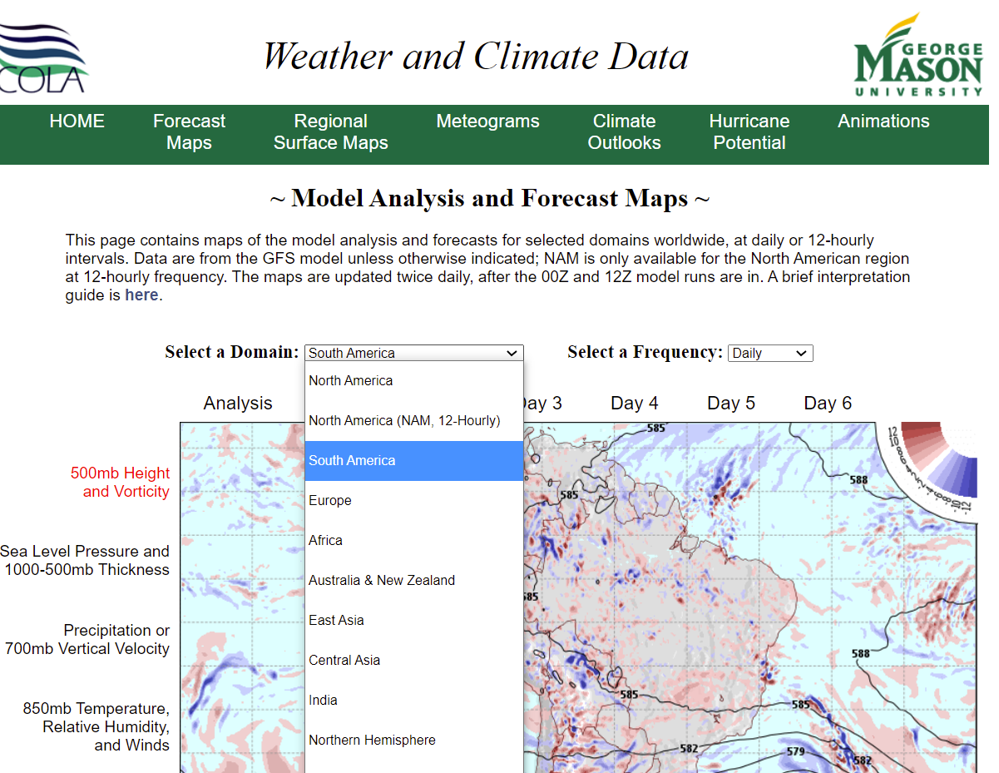 COLA
Weather and Climate Data
GEORGE
MASON
UNIVERSITY
HOME
Forecast
Maps
Regional
Surface Maps
Meteograms
Climate
Outlooks
Hurricane
Potential
Animations
~ Model Analysis and Forecast Maps ~
This page contains maps of the model analysis and forecasts for selected domains worldwide, at daily or 12-hourly
intervals. Data are from the GFS model unless otherwise indicated; NAM is only available for the North American region
at 12-hourly frequency. The maps are updated twice daily, after the 00Z and 12Z model runs are in. A brief interpretation
guide is here.
Select a Domain: South America
Select a Frequency: Daily
North America
North America (NAM, 12-Hourly)
South America
Europe
Africa
Australia & New Zealand
East Asia
Central Asia
India
Northern Hemisphere
Analysis
Day 3
Day 4
Day 5
Day 6
500mb Height
and Vorticity
Sea Level Pressure and
1000-500mb Thickness
Precipitation or
700mb Vertical Velocity
850mb Temperature,
Relative Humidity,
and Winds
585
588
585
585
588
585
585
582
579
582
12
10
8